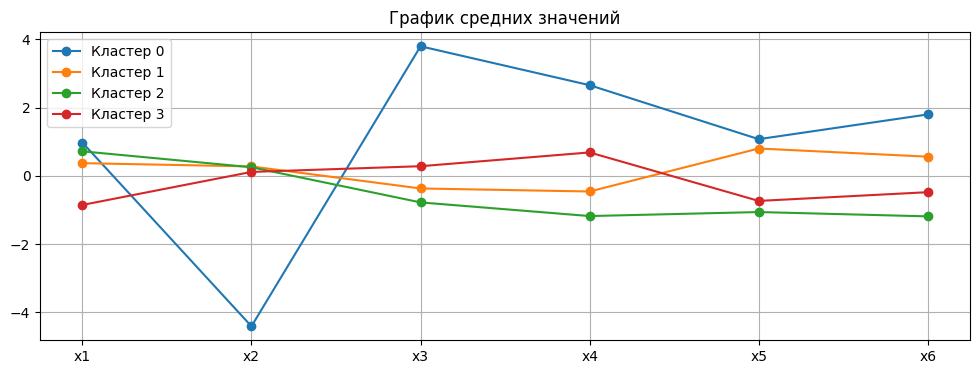 График средних значений
Кластер 0
Кластер 1
Кластер 2
Кластер 3
4
2
0
−2
−4
x1 x2 x3 x4 x5 x6